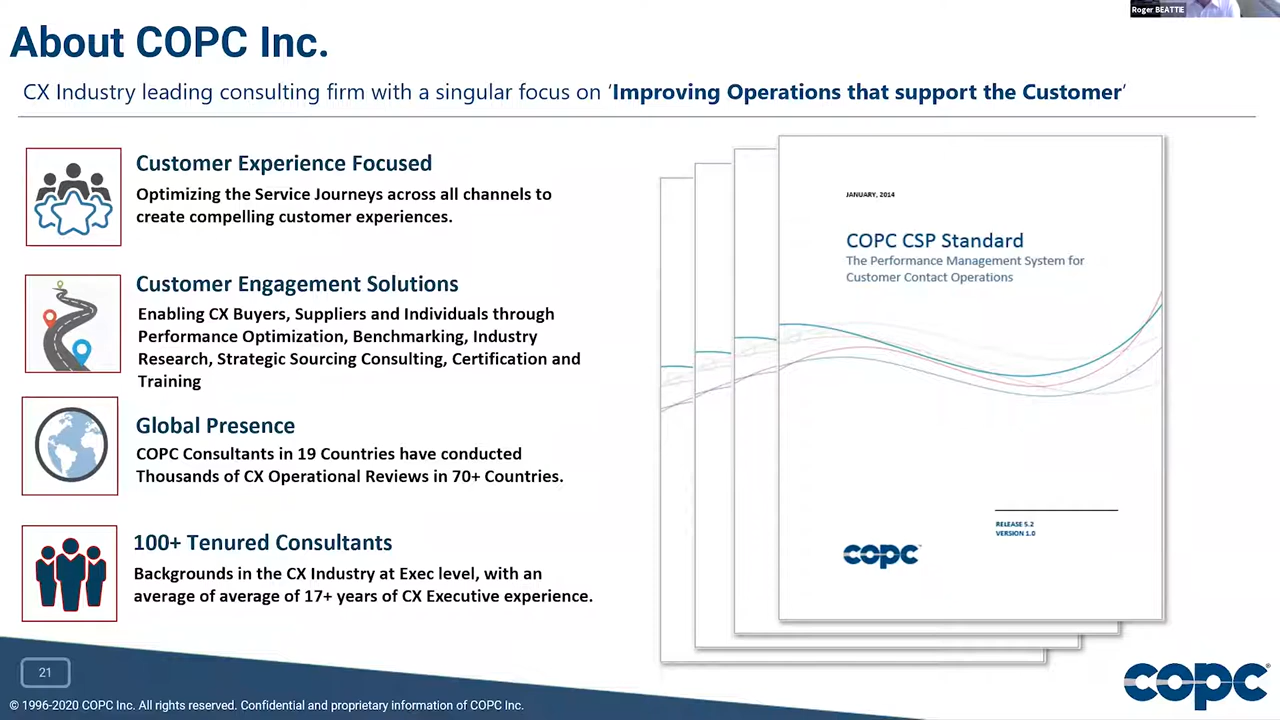 Roger BEATTIE
About COPC Inc.
CX Industry leading consulting firm with a singular focus on ‘Improving Operations that support the Customer’
Customer Experience Focused
Optimizing the Service Journeys across all channels to
create compelling customer experiences.
Customer Engagement Solutions
Enabling CX Buyers, Suppliers and Individuals through
Performance Optimization, Benchmarking, Industry
Research, Strategic Sourcing Consulting, Certification and
Training
Global Presence
COPC Consultants in 19 Countries have conducted
Thousands of CX Operational Reviews in 70+ Countries.
100+ Tenured Consultants
Backgrounds in the CX Industry at Exec level, with an
average of average of 17+ years of CX Executive experience.
JANUARY, 2014
COPC CSP Standard
The Performance Management System for
Customer Contact Operations
RELEASE 5.2
VERSION 1.0
copc™
21
© 1996-2020 COPC Inc. All rights reserved. Confidential and proprietary information of COPC Inc.
copc®